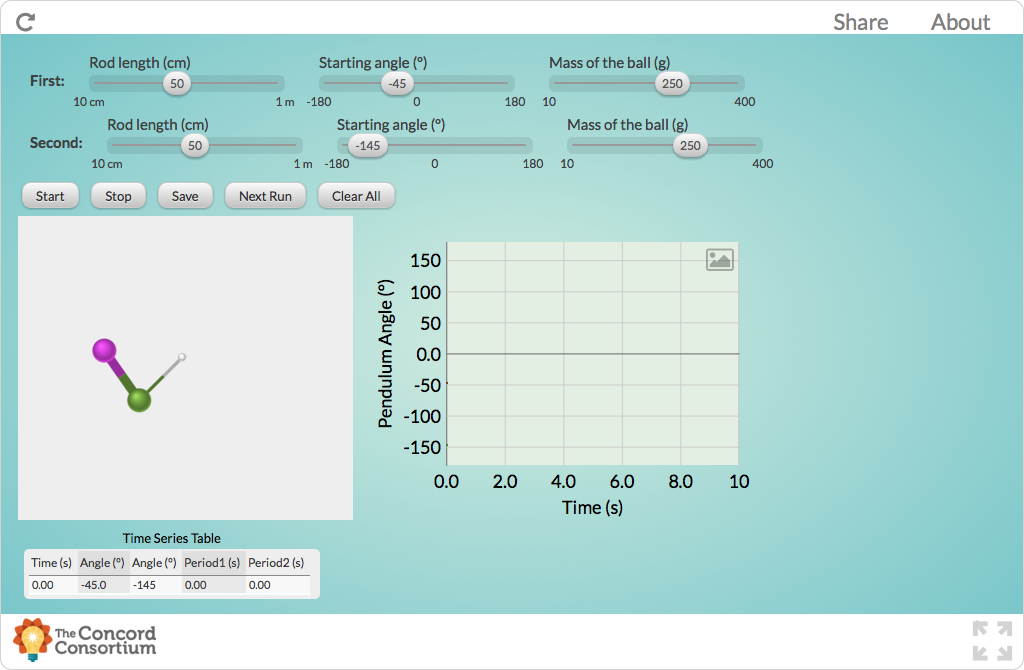 Share About
Rod length (cm) Starting angle (º) Mass of the ball (g)
First: 50 -45 250
10 cm 1 m -180 0 180 10 400
Rod length (cm) Starting angle (º) Mass of the ball (g)
Second: 50 -145 250
10 cm 1 m -180 0 180 10 400
Start Stop Save Next Run Clear All
Pendulum Angle (º)
150
100
50
0.0
-50
-100
-150
0.0 2.0 4.0 6.0 8.0 10
Time (s)
Time Series Table
Time (s) Angle (º) Angle (º) Period1 (s) Period2 (s)
0.00 -45.0 -145 0.00 0.00
The Concord
Consortium